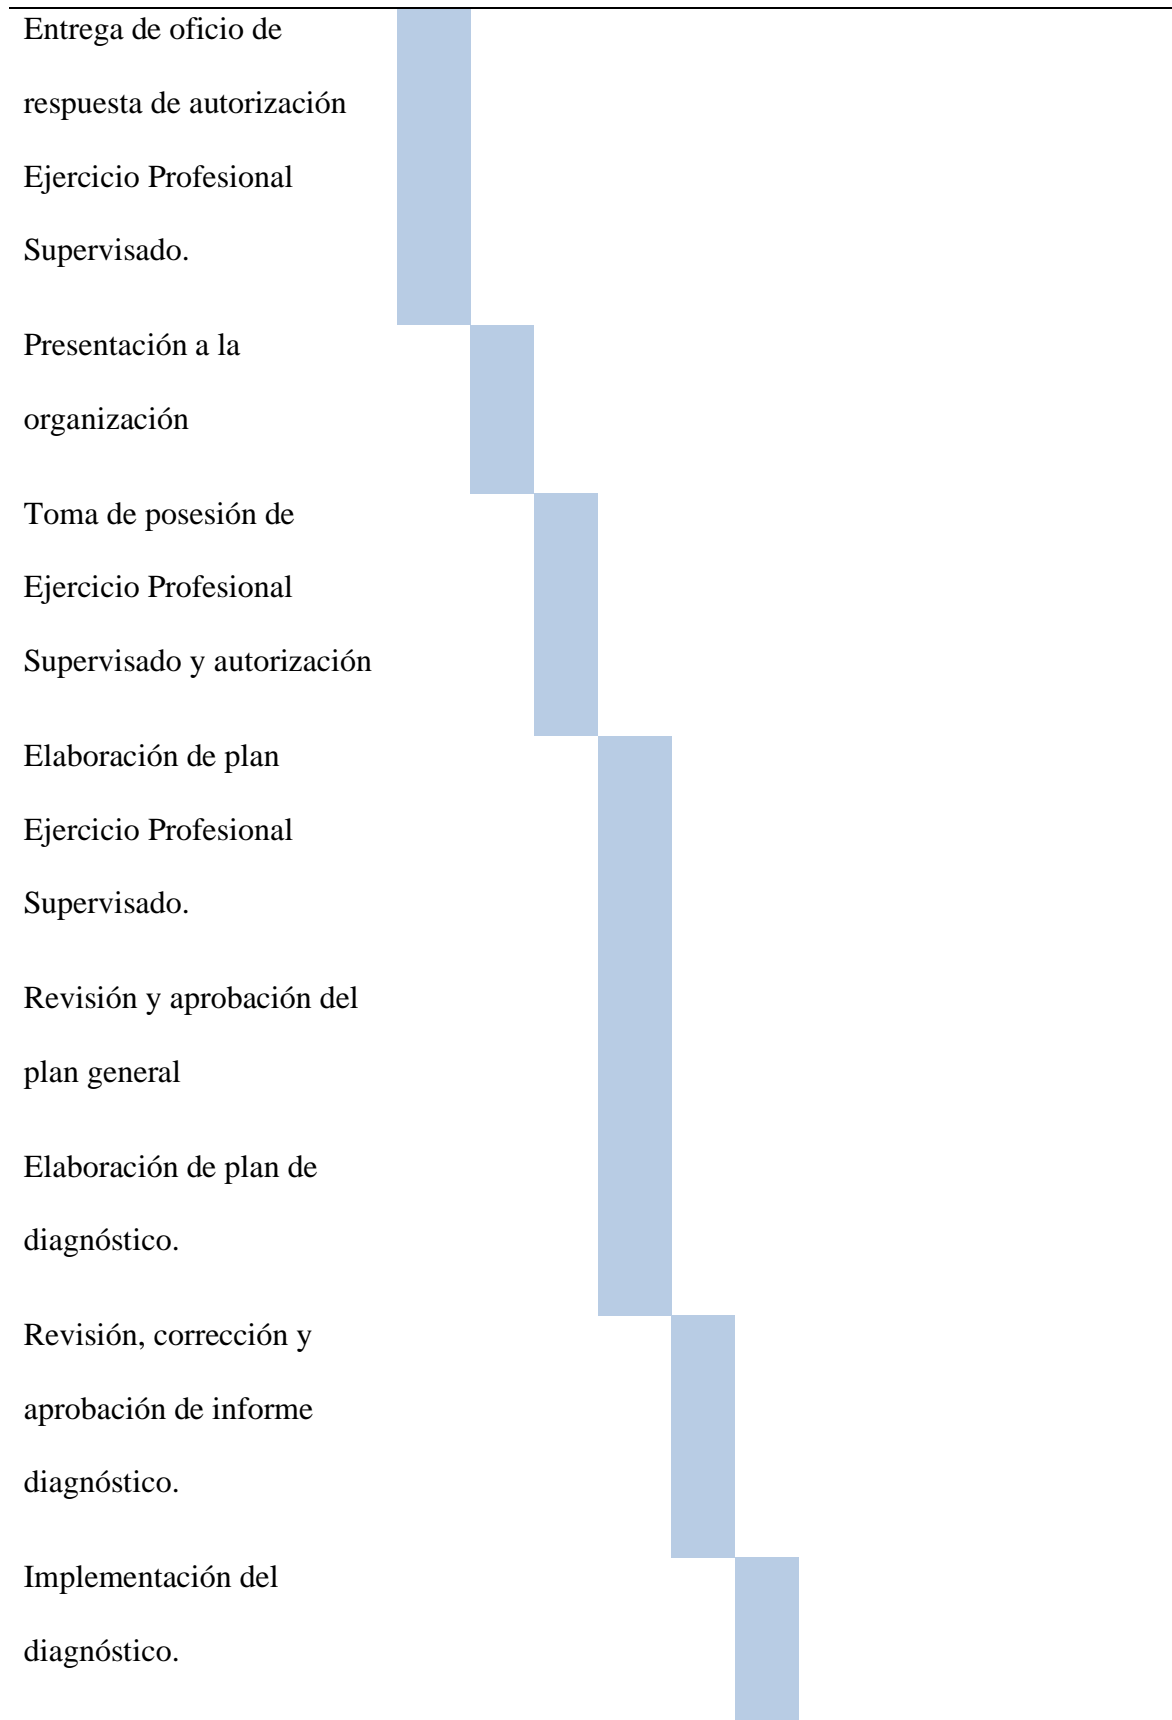 Entrega de oficio de
respuesta de autorización
Ejercicio Profesional
Supervisado.
Presentación a la
organización
Toma de posesión de
Ejercicio Profesional
Supervisado y autorización
Elaboración de plan
Ejercicio Profesional
Supervisado.
Revisión y aprobación del
plan general
Elaboración de plan de
diagnóstico.
Revisión, corrección y
aprobación de informe
diagnóstico.
Implementación del
diagnóstico.